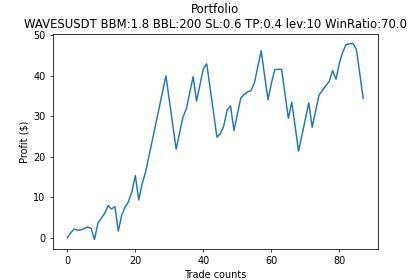 Portfolio
WAVESUSDT BBM:1.8 BBL:200 SL:0.6 TP:0.4 lev:10 WinRatio:70.0
50
40
30
20
10
0
Profit ($)
0 20 40 60 80
Trade counts